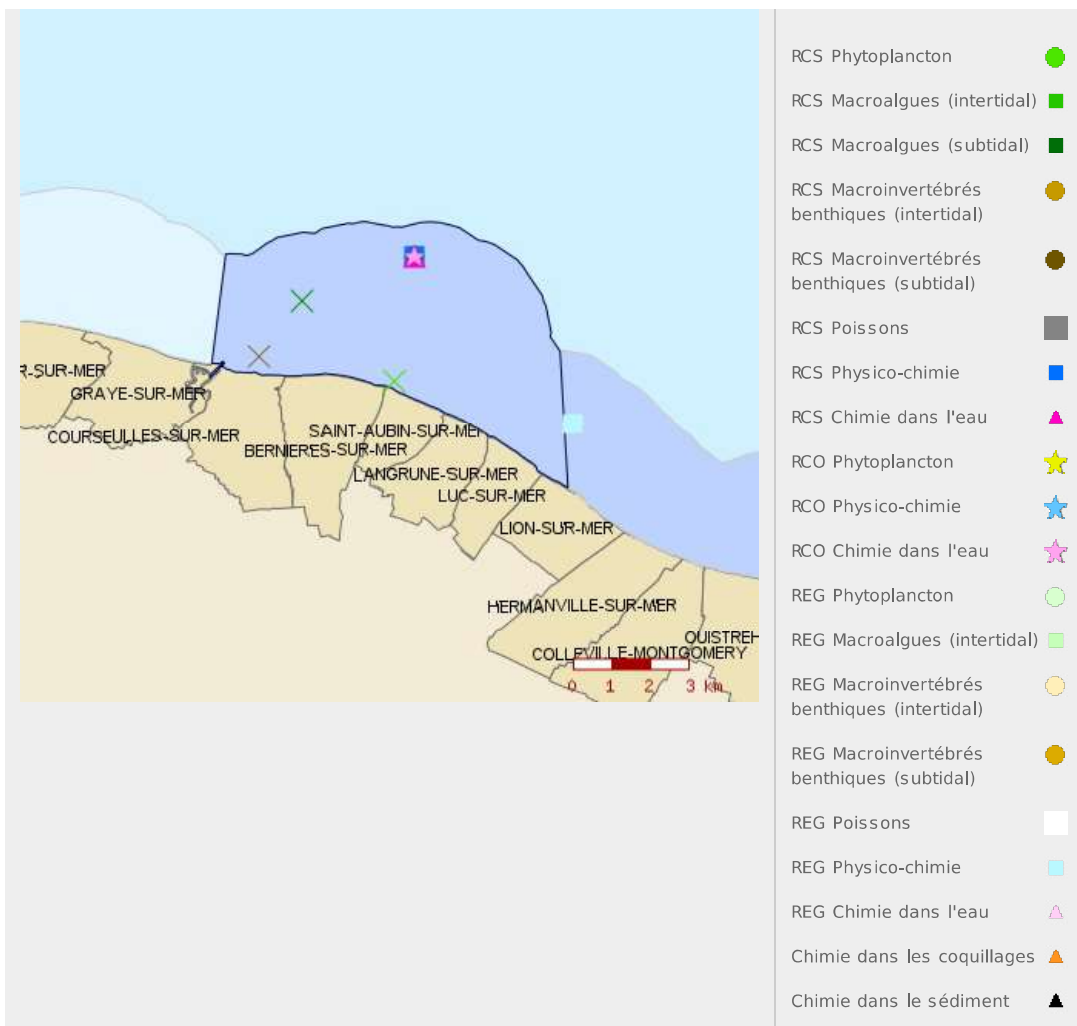 RCS Phytoplancton
RCS Macroalgues (intertidal)
RCS Macroalgues (subtidal)
RCS Macroinvertébrés
benthiques (intertidal)
RCS Macroinvertébrés
benthiques (subtidal)
RCS Poissons
RCS Physico-chimie
RCS Chimie dans l'eau
RCO Phytoplancton
RCO Physico-chimie
RCO Chimie dans l'eau
REG Phytoplancton
REG Macroalgues (intertidal)
REG Macroinvertébrés
benthiques (intertidal)
REG Macroinvertébrés
benthiques (subtidal)
REG Poissons
REG Physico-chimie
REG Chimie dans l'eau
Chimie dans les coquillages
Chimie dans le sédiment
R-SUR-MER
GRAYE-SUR-MER
COURSEULLES-SUR-MER
SAINT-AUBIN-SUR-MER
BERNIERES-SUR-MER
LANGRUNE-SUR-MER
LUC-SUR-MER
LION-SUR-MER
HERMANVILLE-SUR-MER
OUISTREH
COLLEVILLE-MONTGOMERY
0 1 2 3 km